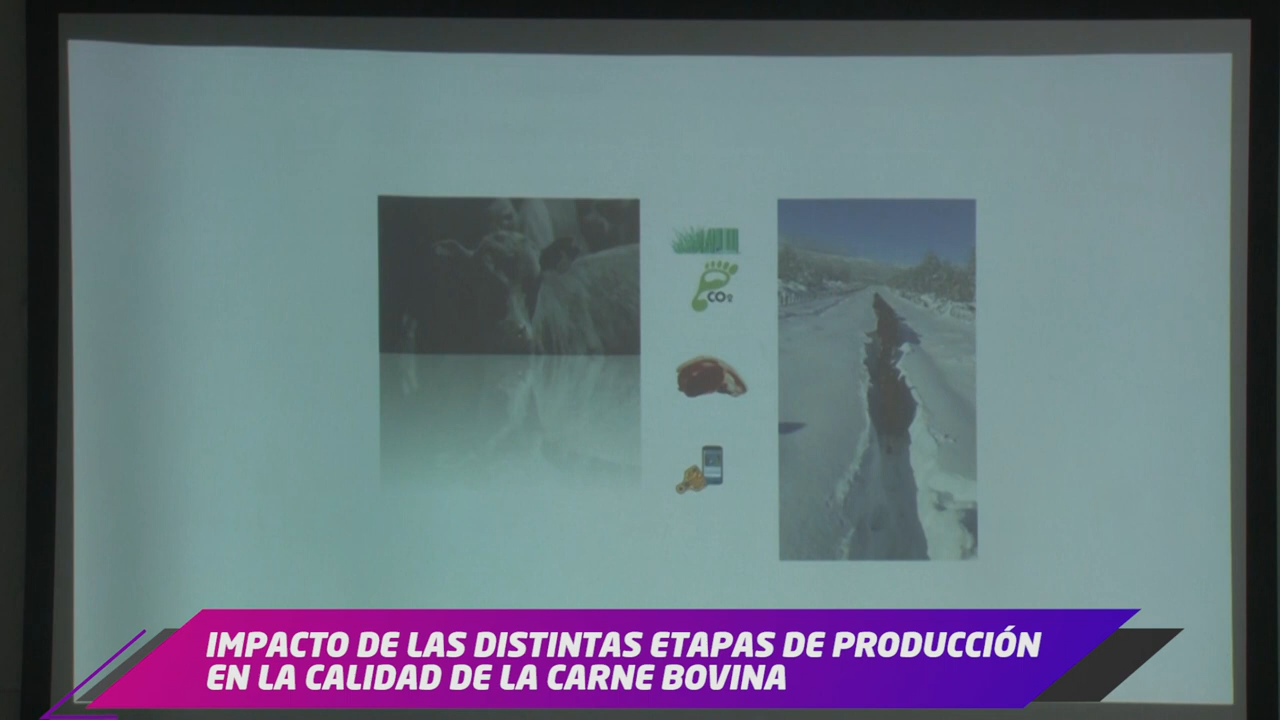 CO₂
IMPACTO DE LAS DISTINTAS ETAPAS DE PRODUCCIÓN
EN LA CALIDAD DE LA CARNE BOVINA